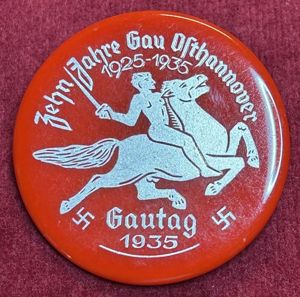 Zehn Jahre Gau Osthannover
1925-1935
Gautag
1935